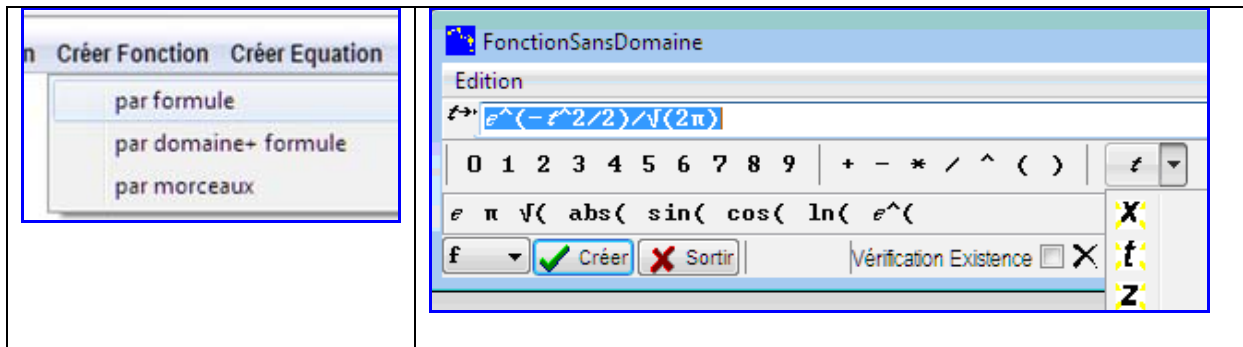 n Créer Fonction Créer Equation
par formule
par domaine+ formule
par morceaux
FonctionSansDomaine
Edition
t→ e^(-t^2/2)/√(2π)
0 1 2 3 4 5 6 7 8 9 + - * / ^ ( ) t
e π √( abs( sin( cos( ln( e^(
f Créer Sortir Vérification Existence
x
t
z